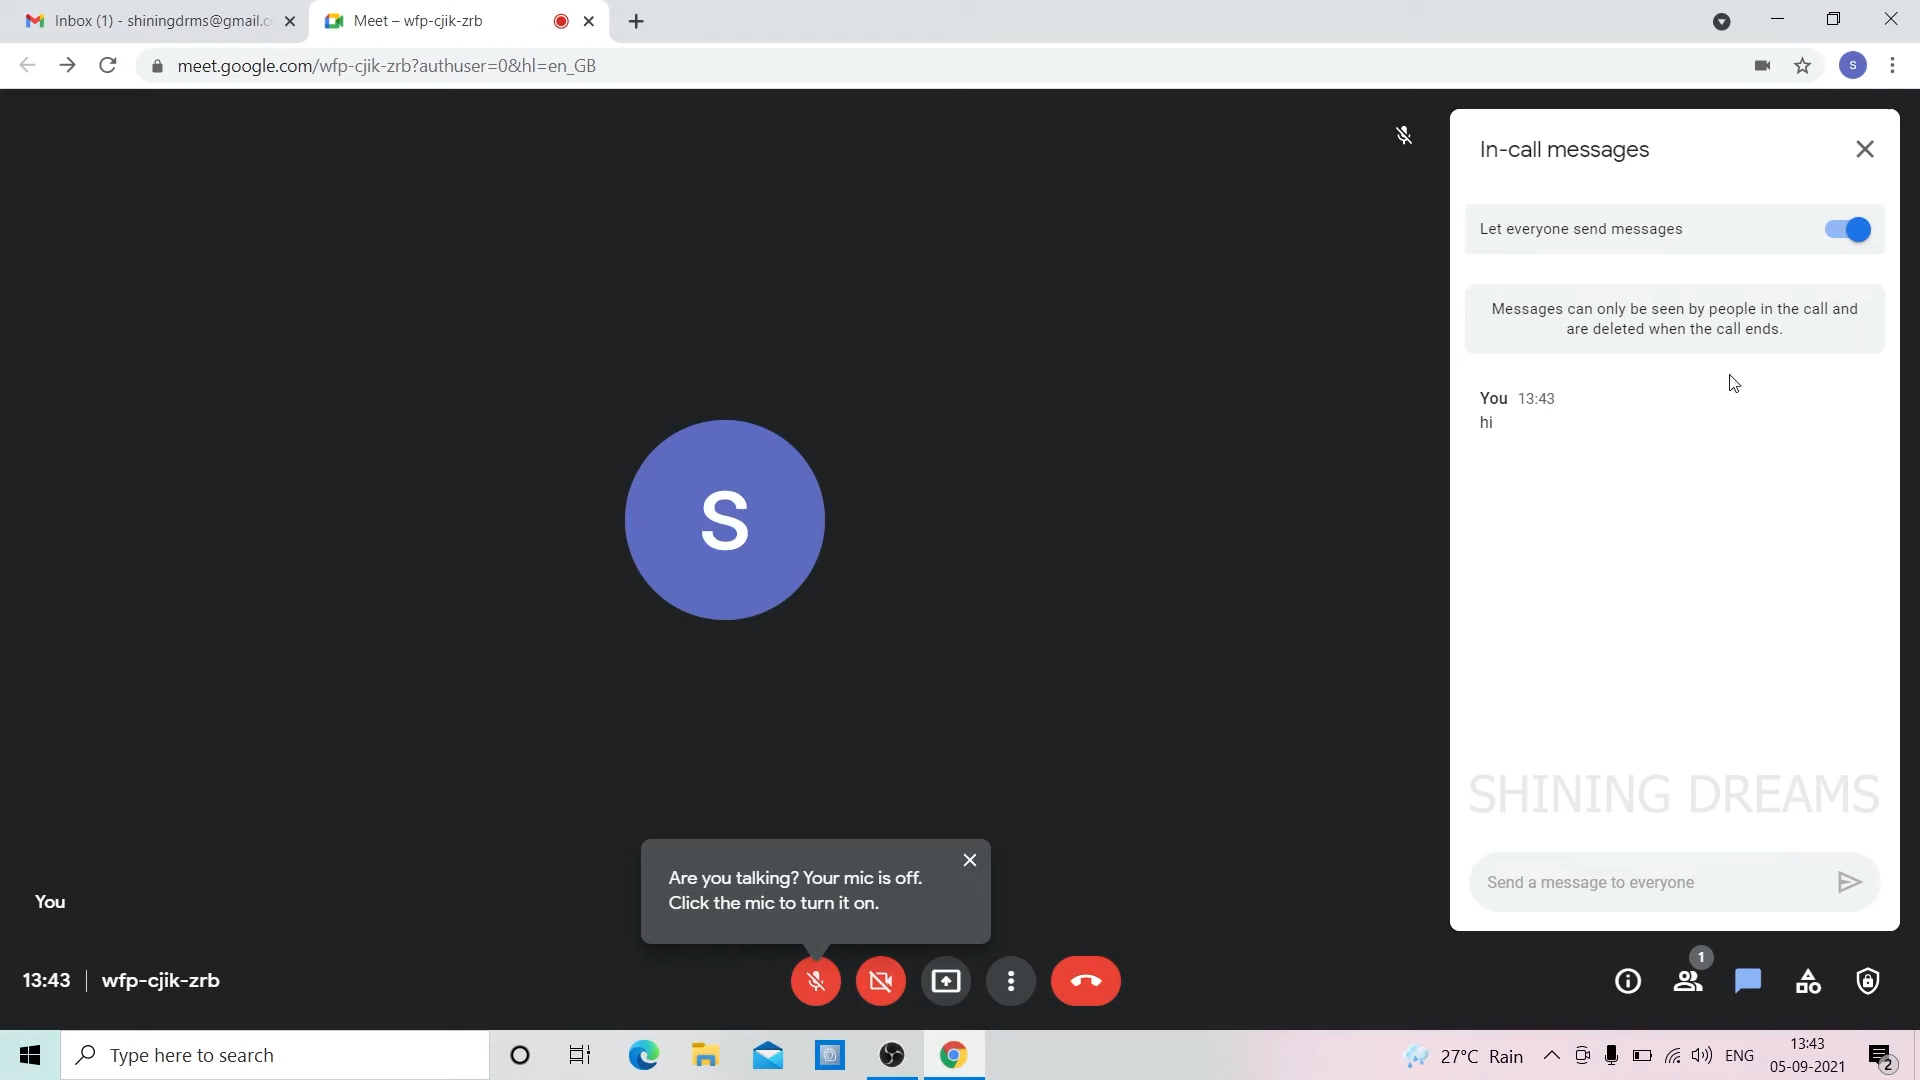 Inbox (1) - shiningdrms@gmail.c
Meet – wfp-cjik-zrb
meet.google.com/wfp-cjik-zrb?authuser=0&hl=en_GB
S
In-call messages
Let everyone send messages
Messages can only be seen by people in the call and
are deleted when the call ends.
You 13:43
hi
S
SHINING DREAMS
Are you talking? Your mic is off.
Click the mic to turn it on.
Send a message to everyone
You
13:43 | wfp-cjik-zrb
1
Type here to search
27°C Rain
ENG
13:43
05-09-2021
2